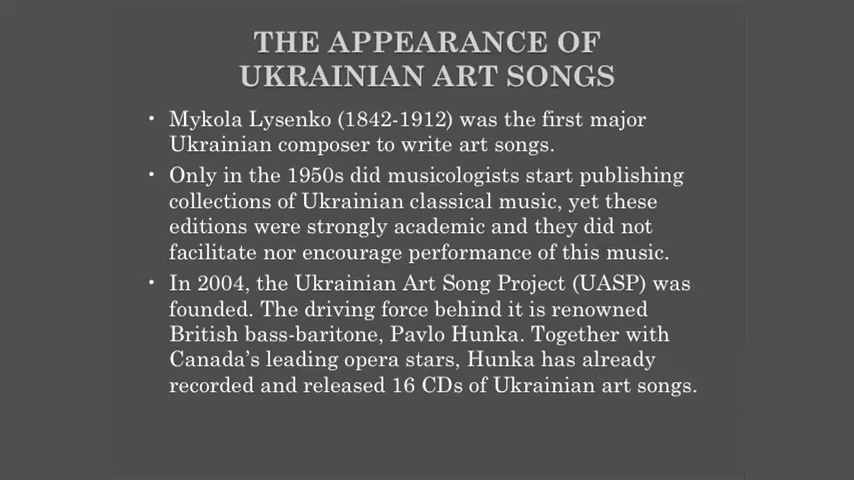 THE APPEARANCE OF
UKRAINIAN ART SONGS
• Mykola Lysenko (1842-1912) was the first major
Ukrainian composer to write art songs.
• Only in the 1950s did musicologists start publishing
collections of Ukrainian classical music, yet these
editions were strongly academic and they did not
facilitate nor encourage performance of this music.
• In 2004, the Ukrainian Art Song Project (UASP) was
founded. The driving force behind it is renowned
British bass-baritone, Pavlo Hunka. Together with
Canada’s leading opera stars, Hunka has already
recorded and released 16 CDs of Ukrainian art songs.